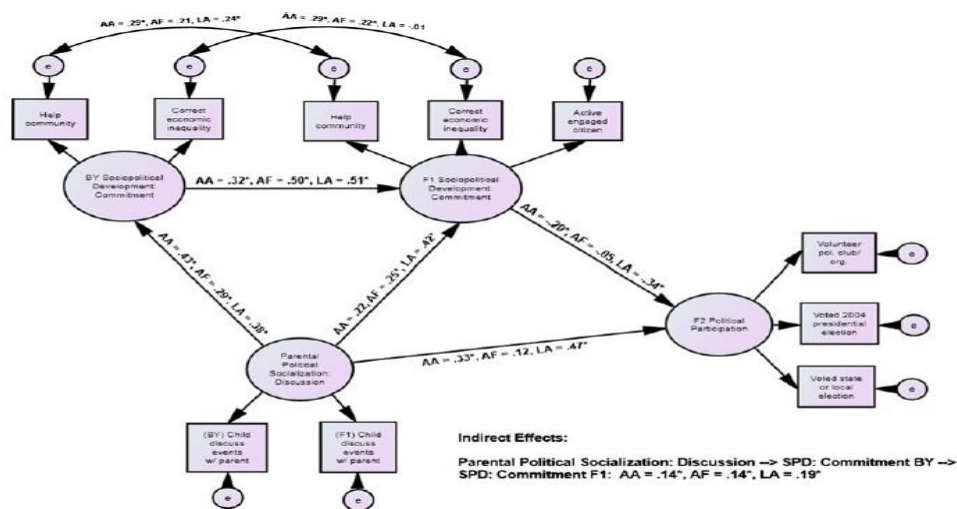 AA = .29*, AF = .21, LA = .24*
AA = .29*, AF = .22*, LA = -.01
e
e
e
e
e
Help
community
Correct
economic
inequality
Help
community
Correct
economic
inequality
Active
engaged
citizen
BY Sociopolitical
Development:
Commitment
AA = .32*, AF = .50*, LA = .51*
F1 Sociopolitical
Development:
Commitment
AA = .43*, AF = .29*, LA = .38*
AA = .22, AF = .25*, LA = .42*
AA = -.20*, AF = -.05, LA = -.34*
Volunteer
pol. club/
org.
e
F2 Political
Participation
Voted 2004
presidential
election
e
Parental
Political
Socialization:
Discussion
AA = .33*, AF = .12, LA = .47*
Voted state
or local
election
e
(BY) Child
discuss
events
w/ parent
(F1) Child
discuss
events
w/ parent
e
e
Indirect Effects:
Parental Political Socialization: Discussion --> SPD: Commitment BY -->
SPD: Commitment F1: AA = .14*, AF = .14*, LA = .19*